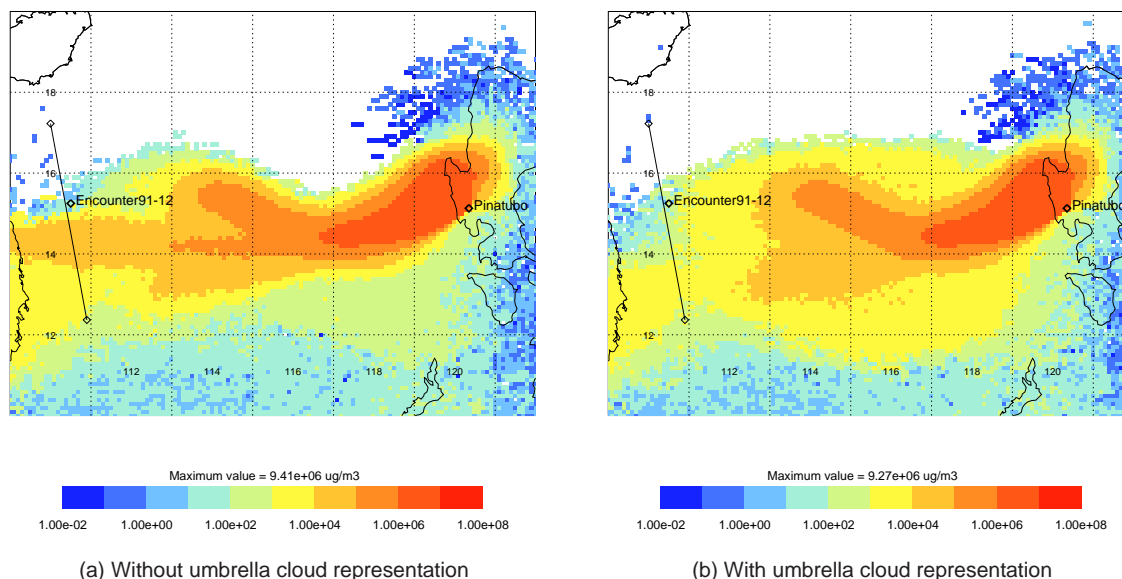 18
16
14
12
112 114 116 118 120
Encounter91-12
Pinatubo
Maximum value = 9.41e+06 ug/m3
1.00e-02 1.00e+00 1.00e+02 1.00e+04 1.00e+06 1.00e+08
(a) Without umbrella cloud representation
18
16
14
12
112 114 116 118 120
Encounter91-12
Pinatubo
Maximum value = 9.27e+06 ug/m3
1.00e-02 1.00e+00 1.00e+02 1.00e+04 1.00e+06 1.00e+08
(b) With umbrella cloud representation